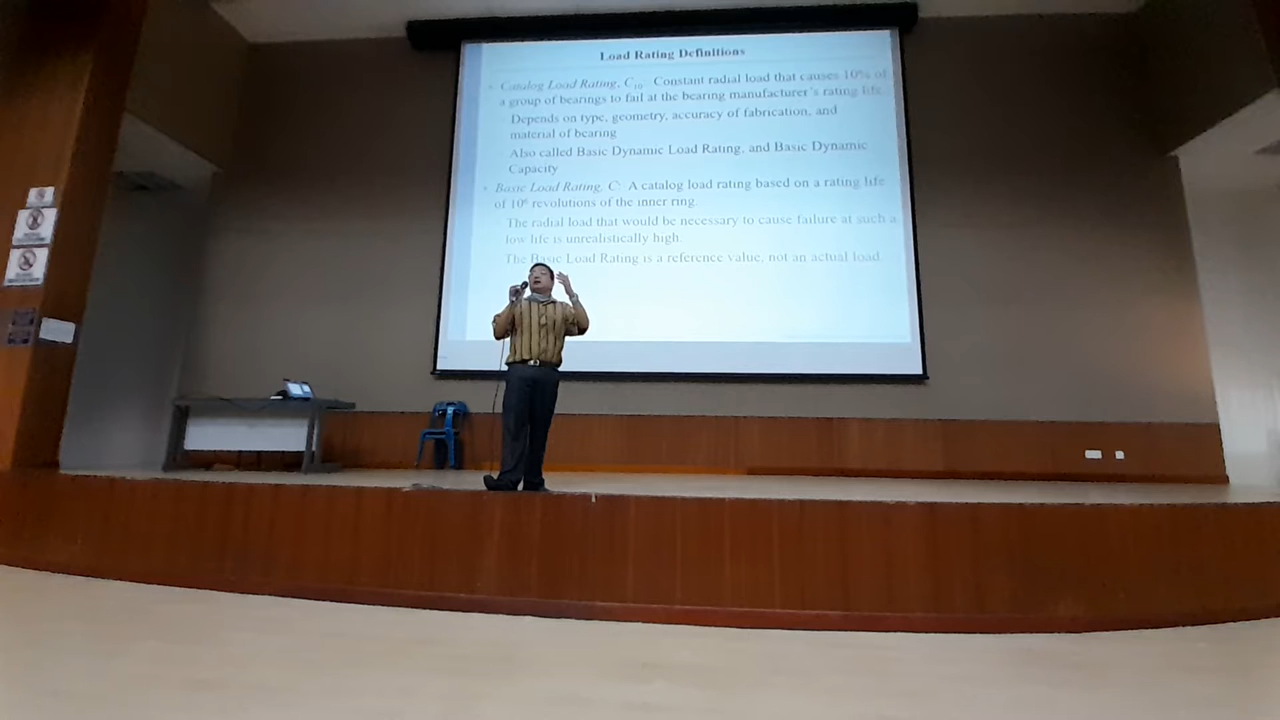 Load Rating Definitions
Catalog Load Rating, C10: Constant radial load that causes 10% of
a group of bearings to fail at the bearing manufacturer's rating life.
Depends on type, geometry, accuracy of fabrication, and
material of bearing
Also called Basic Dynamic Load Rating, and Basic Dynamic
Capacity
Basic Load Rating, C: A catalog load rating based on a rating life
of 10⁶ revolutions of the inner ring.
The radial load that would be necessary to cause failure at such a
low life is unrealistically high.
The Basic Load Rating is a reference value, not an actual load.